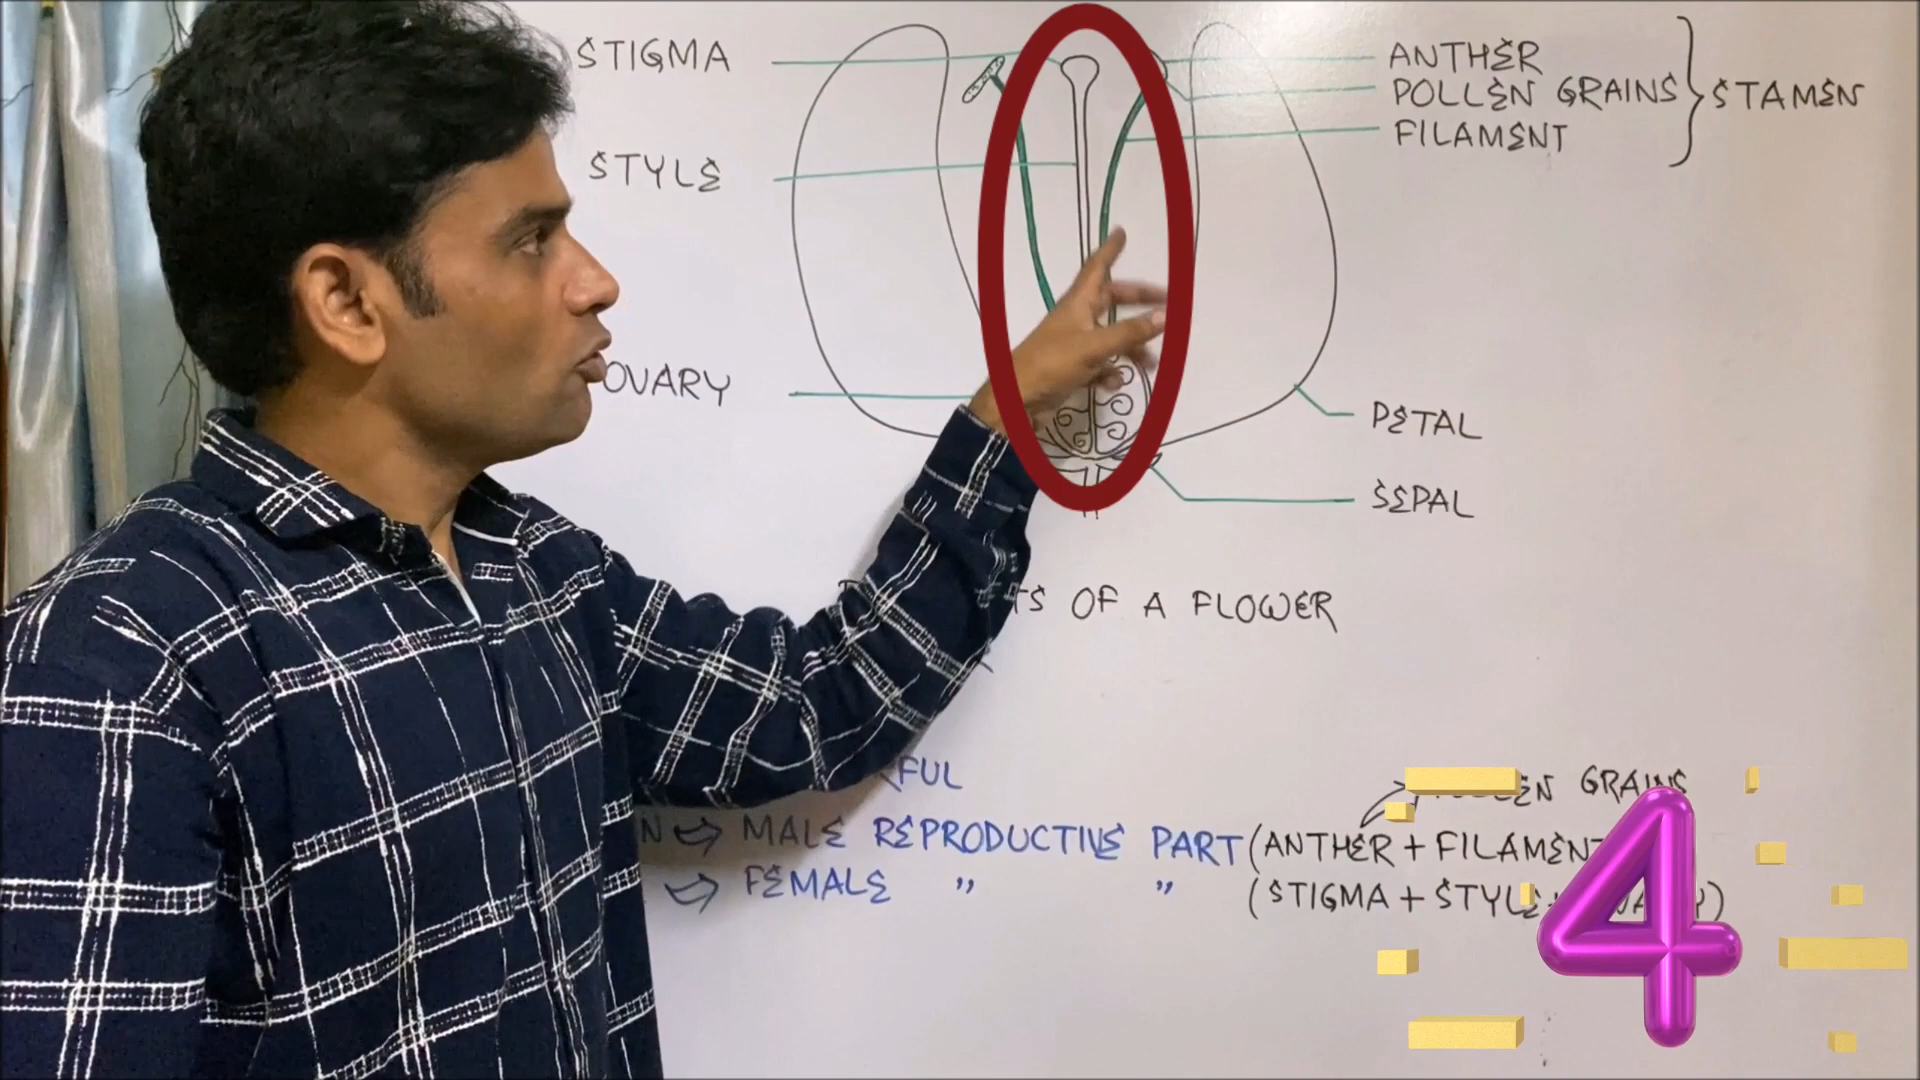 STIGMA
STYLE
OVARY
ANTHER
POLLEN GRAINS
FILAMENT
STAMEN
PETAL
SEPAL
OF A FLOWER
GRAINS
MALE REPRODUCTIVE PART (ANTHER + FILAMENT
FEMALE " " (STIGMA + STYLE
4